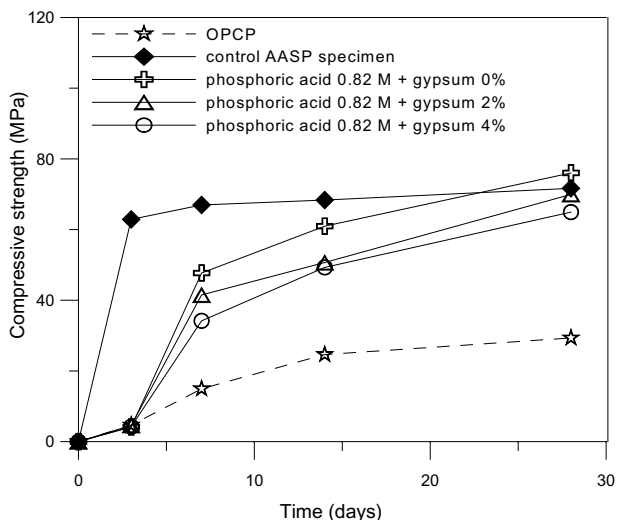 120
80
40
0
Compressive strength (MPa)
OPCP
control AASP specimen
phosphoric acid 0.82 M + gypsum 0%
phosphoric acid 0.82 M + gypsum 2%
phosphoric acid 0.82 M + gypsum 4%
0 10 20 30
Time (days)